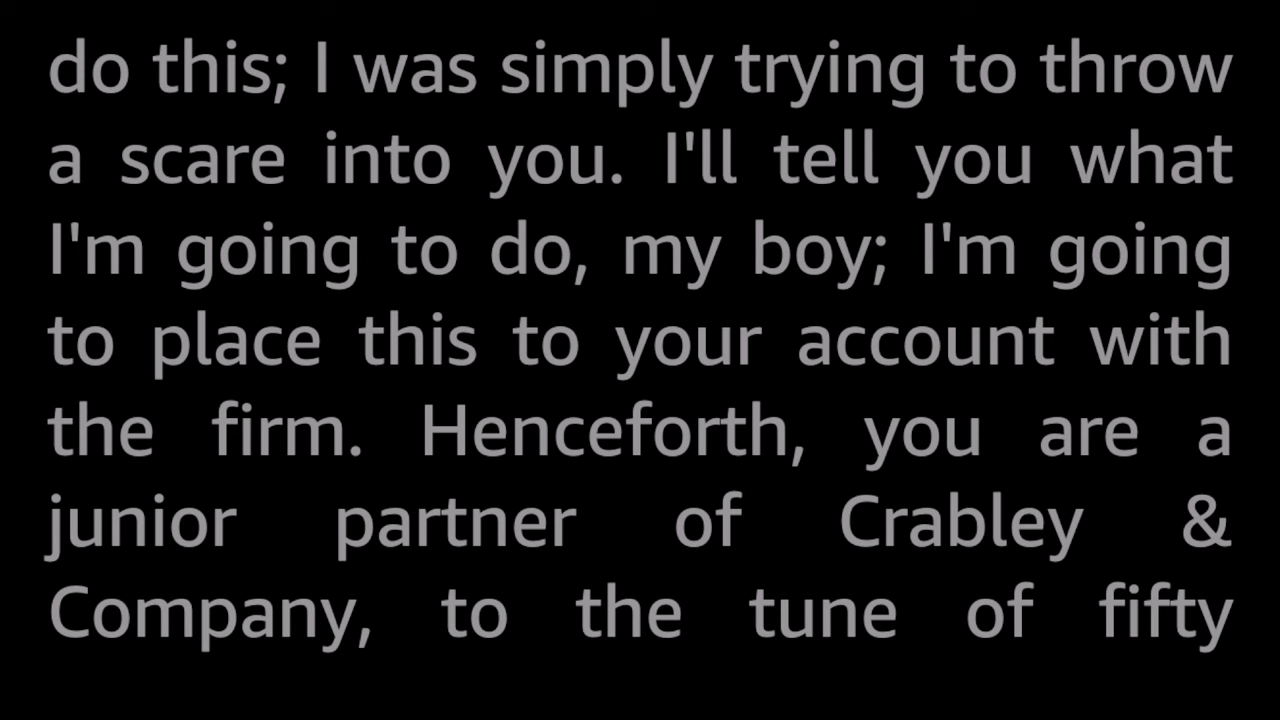 do this; I was simply trying to throw
a scare into you. I'll tell you what
I'm going to do, my boy; I'm going
to place this to your account with
the firm. Henceforth, you are a
junior partner of Crabley &
Company, to the tune of fifty